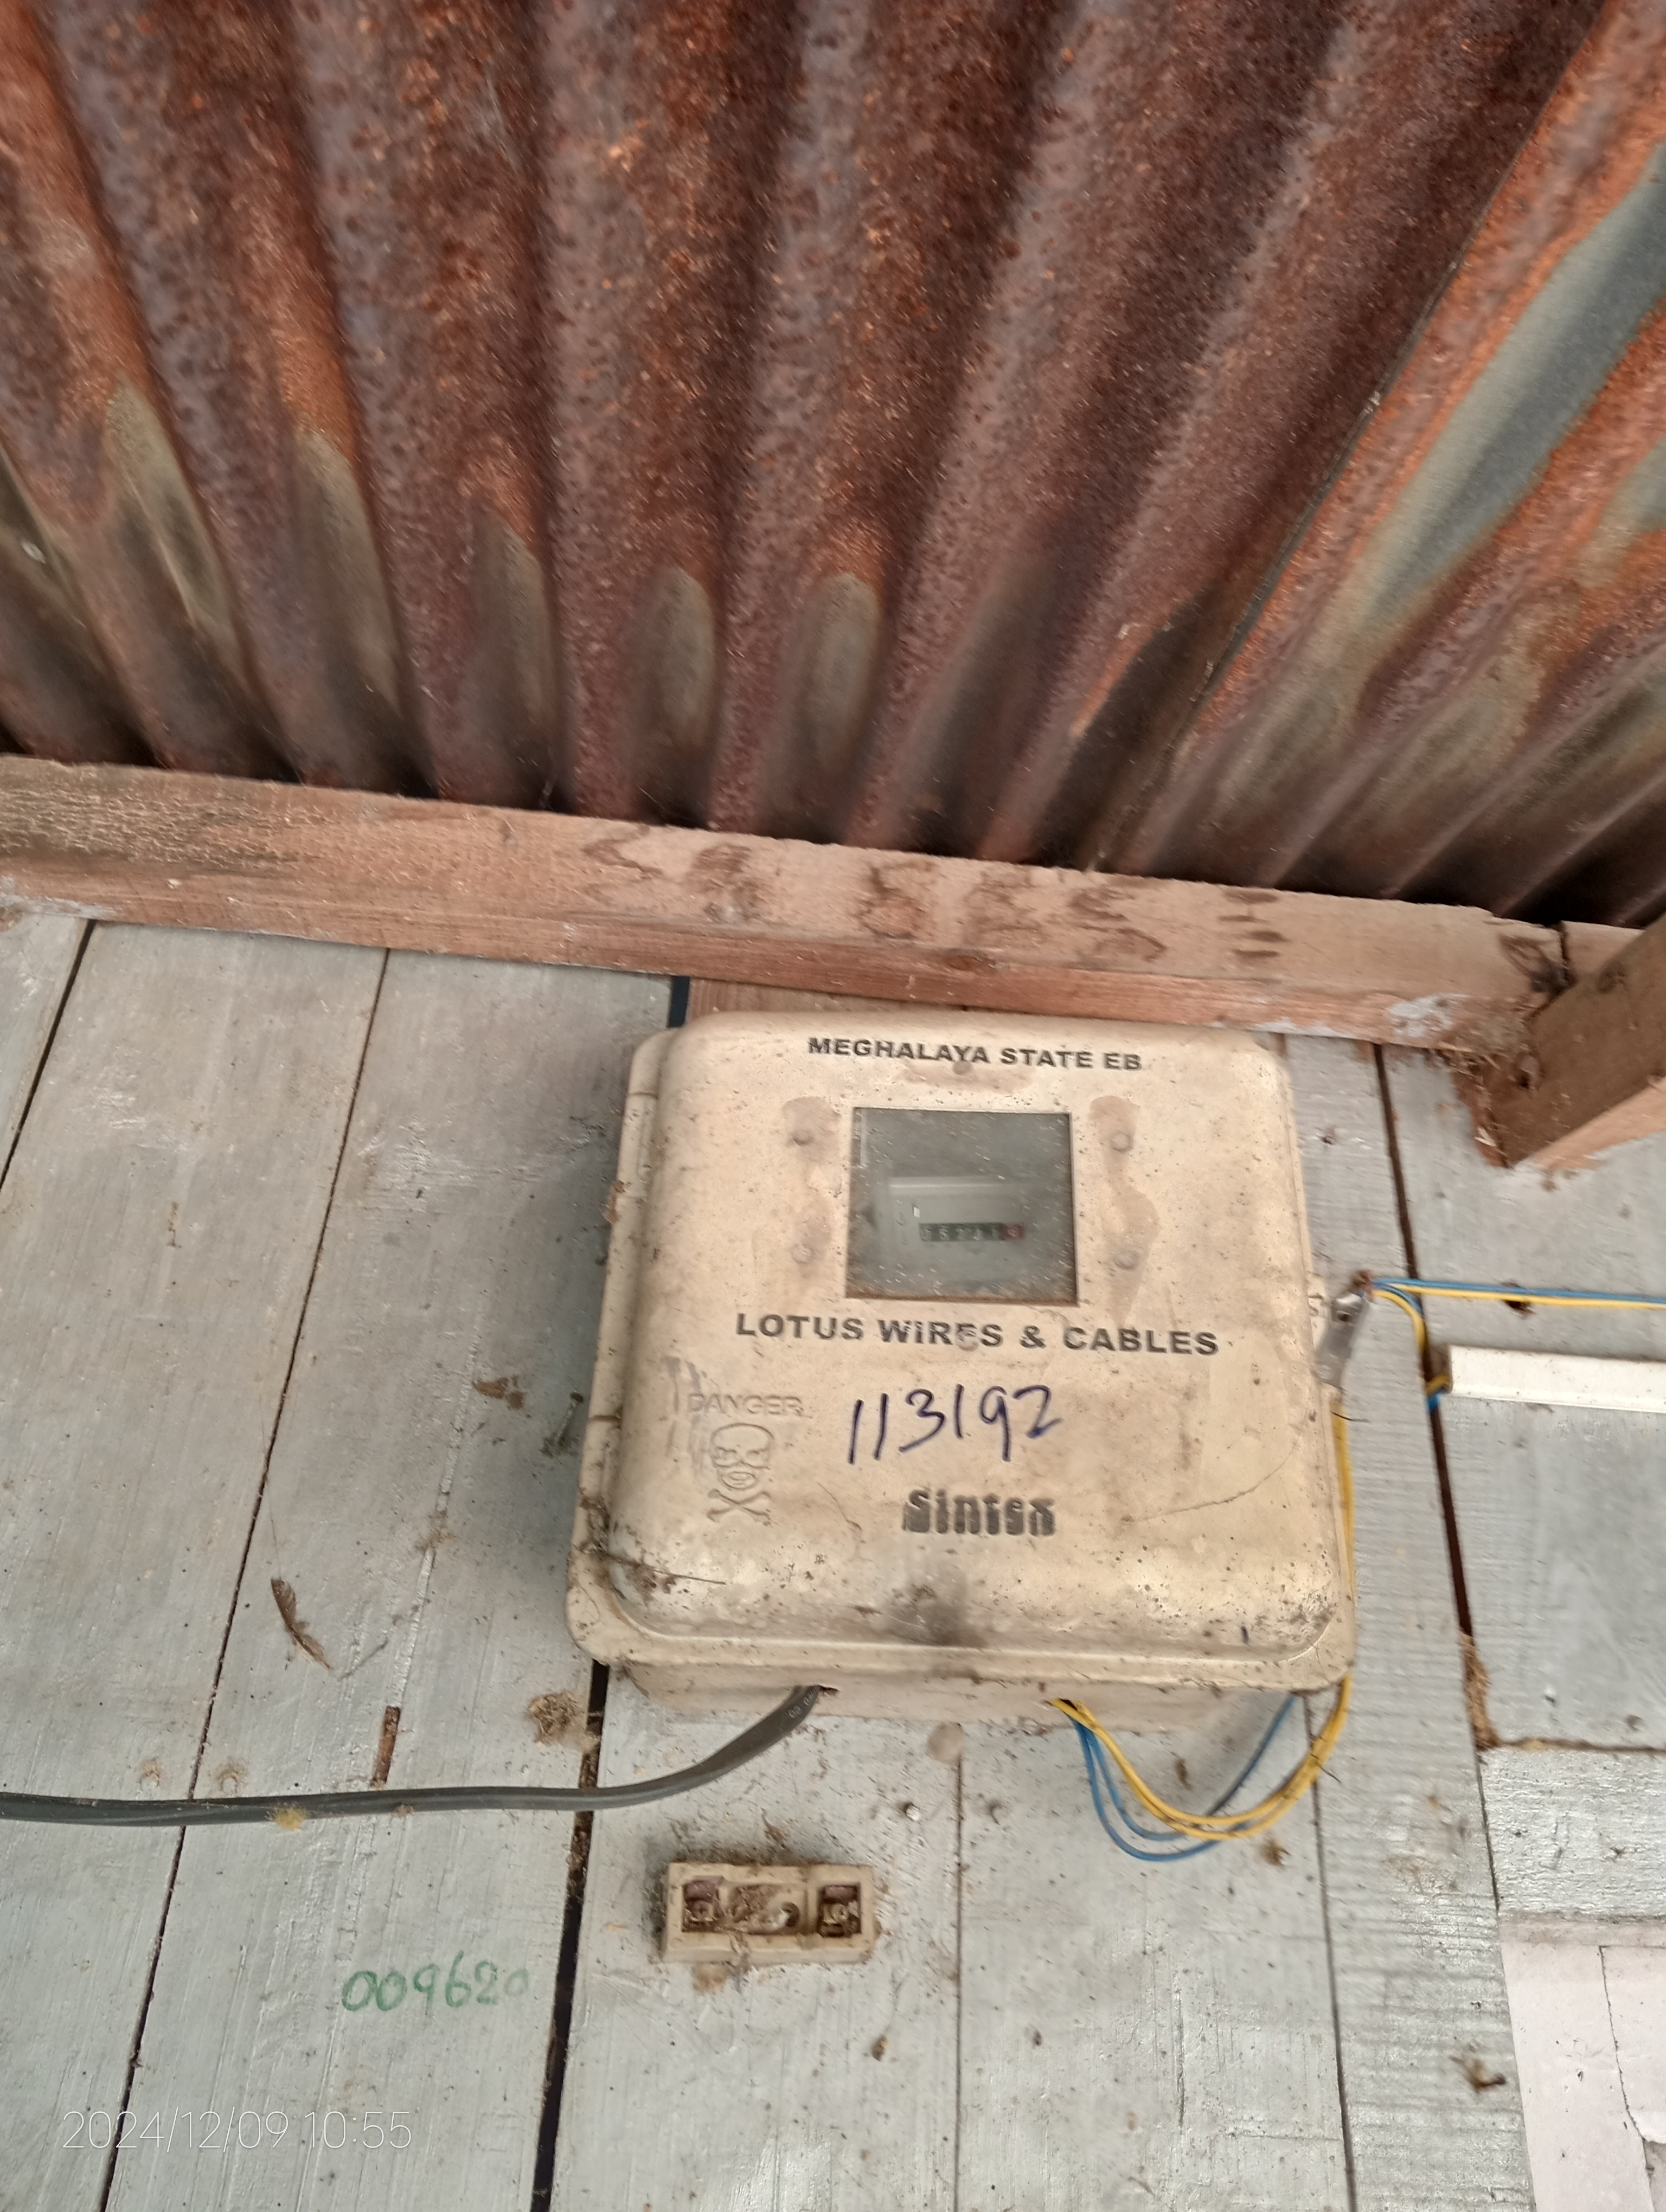 MEGHALAYA STATE EB
LOTUS WIRES & CABLES
DANGER
113192
Sintex
009620
2024/12/09 10:55